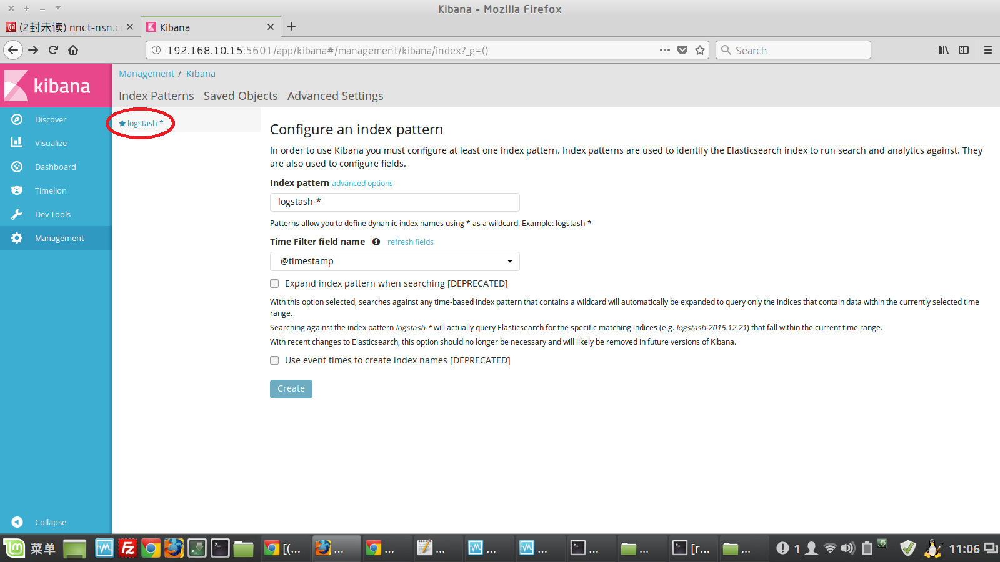 Kibana - Mozilla Firefox
(2封未读) nnct-nsn.c
Kibana
192.168.10.15:5601/app/kibana#/management/kibana/index?_g=()
Search
kibana
Management / Kibana
Index Patterns Saved Objects Advanced Settings
Discover
Visualize
Dashboard
Timelion
Dev Tools
Management
Collapse
logstash-*
Configure an index pattern
In order to use Kibana you must configure at least one index pattern. Index patterns are used to identify the Elasticsearch index to run search and analytics against. They
are also used to configure fields.
Index pattern advanced options
logstash-*
Patterns allow you to define dynamic index names using * as a wildcard. Example: logstash-*
Time Filter field name refresh fields
@timestamp
Expand index pattern when searching [DEPRECATED]
With this option selected, searches against any time-based index pattern that contains a wildcard will automatically be expanded to query only the indices that contain data within the currently selected time
range.
Searching against the index pattern logstash-* will actually query Elasticsearch for the specific matching indices (e.g. logstash-2015.12.21) that fall within the current time range.
With recent changes to Elasticsearch, this option should no longer be necessary and will likely be removed in future versions of Kibana.
Use event times to create index names [DEPRECATED]
Create
菜单 [(... ... ... ... ... ... ... ... [r... ... 1 11:06